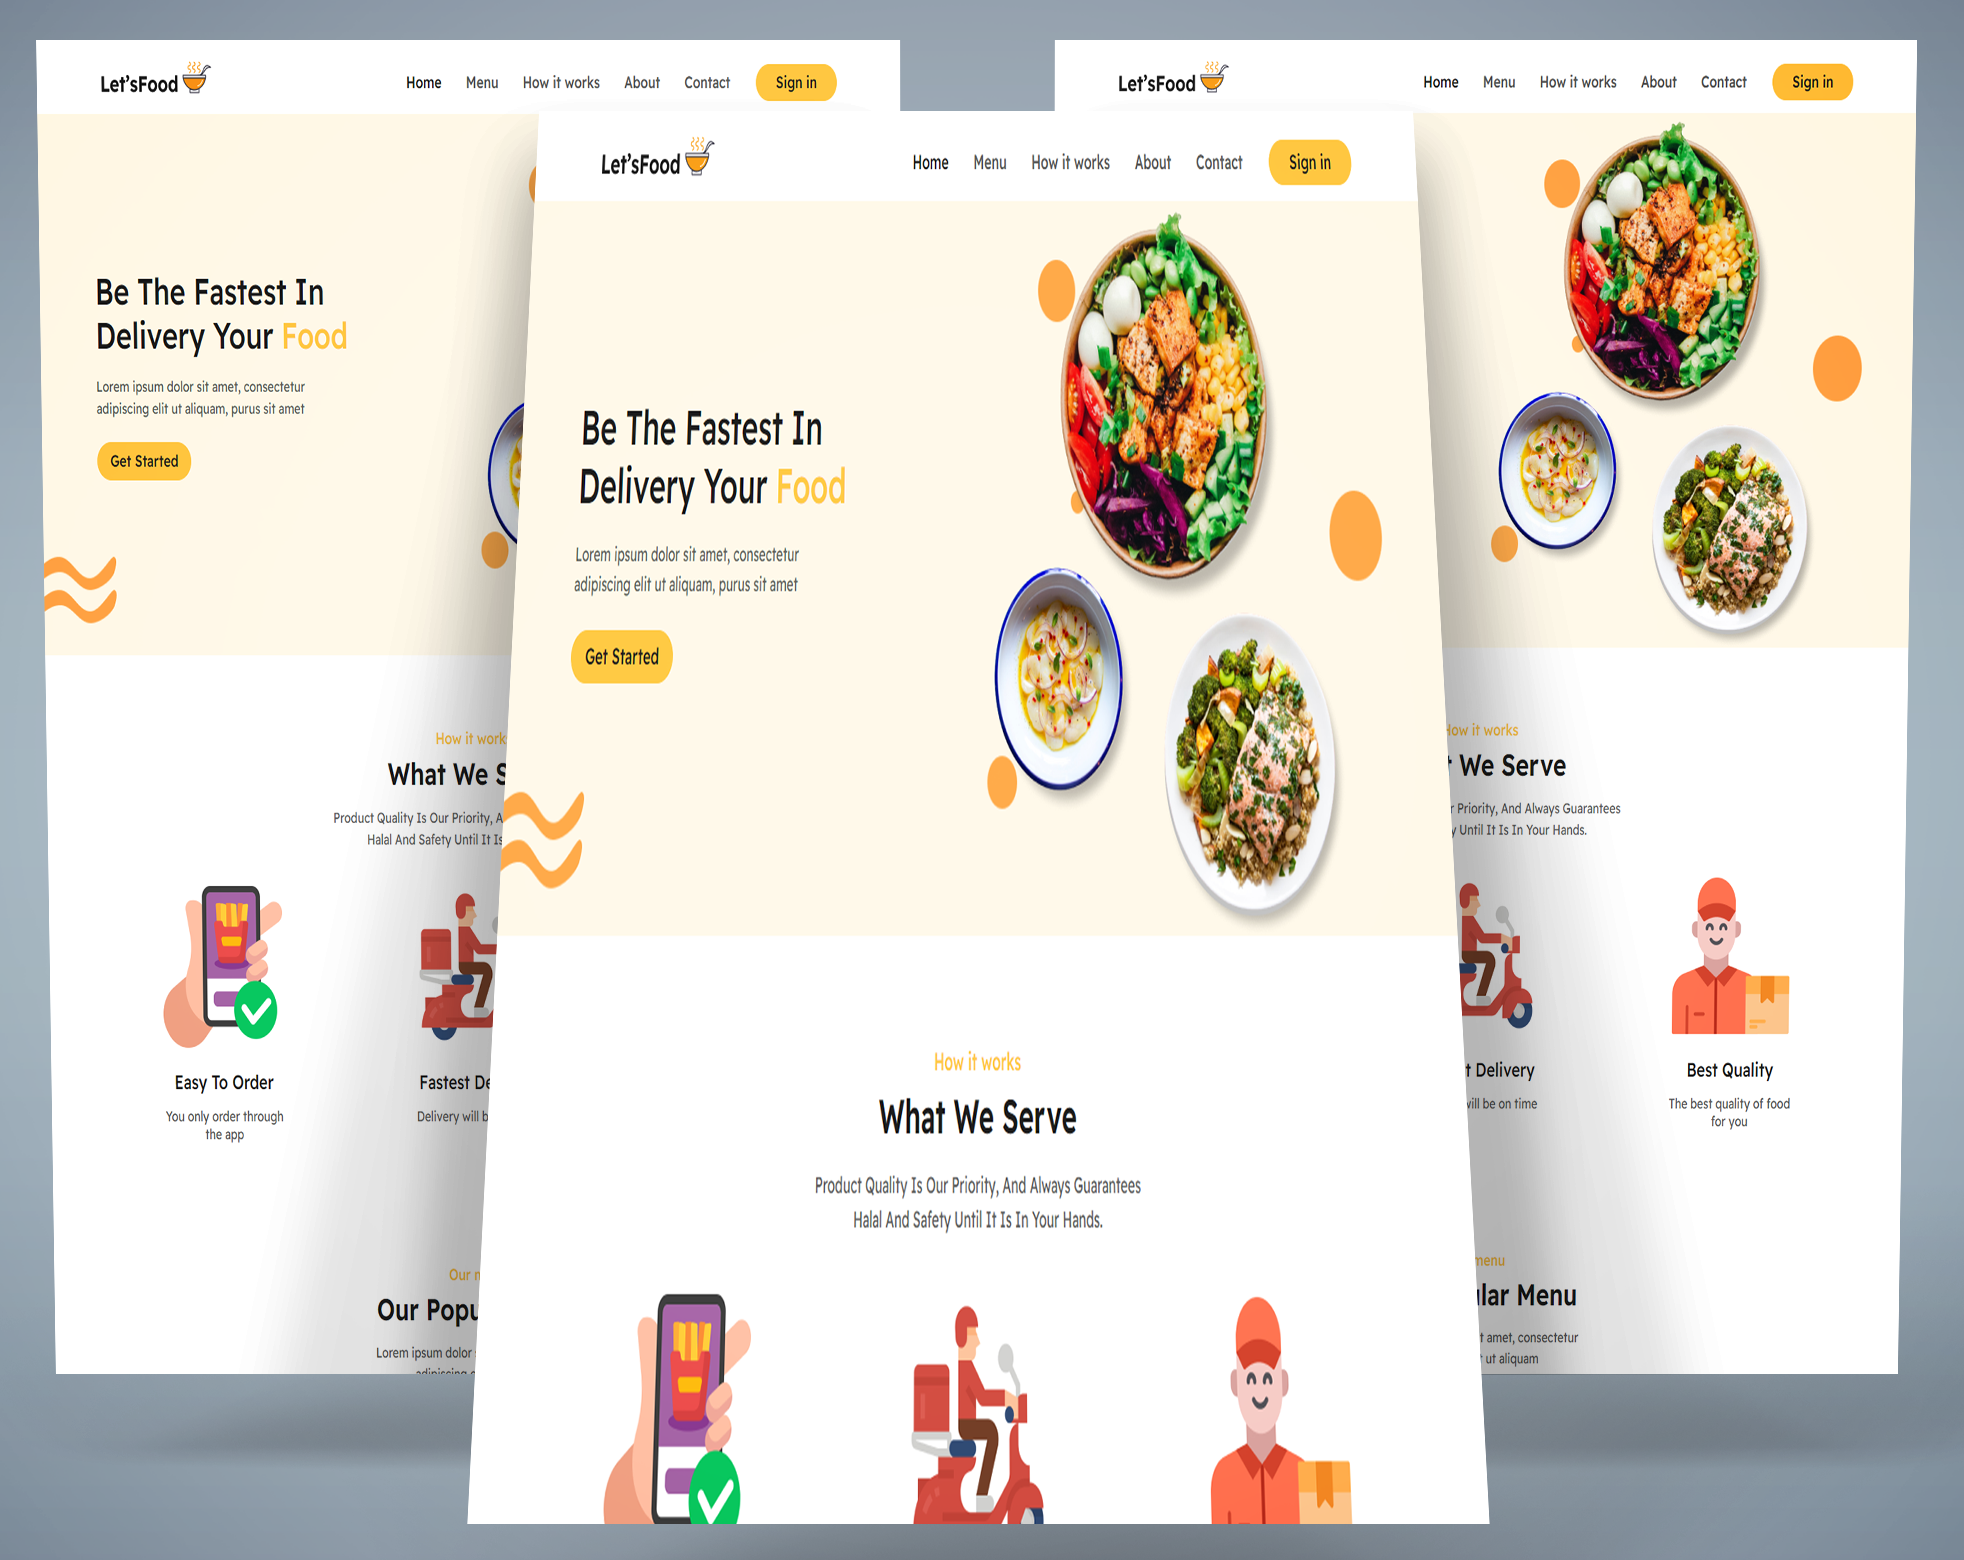 Let'sFood
Home
Menu
How it works
About
Contact
Sign in
Be The Fastest In
Delivery Your Food
Lorem ipsum dolor sit amet, consectetur
adipiscing elit ut aliquam, purus sit amet
Get Started
How it work
What We S
Product Quality Is Our Priority, A
Halal And Safety Until It Is
Easy To Order
You only order through
the app
Fastest De
Delivery will b
Our
Our Popu
Lorem ipsum dolor
Let'sFood
Home
Menu
How it works
About
Contact
Sign in
Be The Fastest In
Delivery Your Food
Lorem ipsum dolor sit amet, consectetur
adipiscing elit ut aliquam, purus sit amet
Get Started
How it works
What We Serve
Product Quality Is Our Priority, And Always Guarantees
Halal And Safety Until It Is In Your Hands.
Let'sFood
Home
Menu
How it works
About
Contact
Sign in
How it works
t We Serve
r Priority, And Always Guarantees
y Until It Is In Your Hands.
t Delivery
will be on time
Best Quality
The best quality of food
for you
menu
ular Menu
t amet, consectetur
ut aliquam